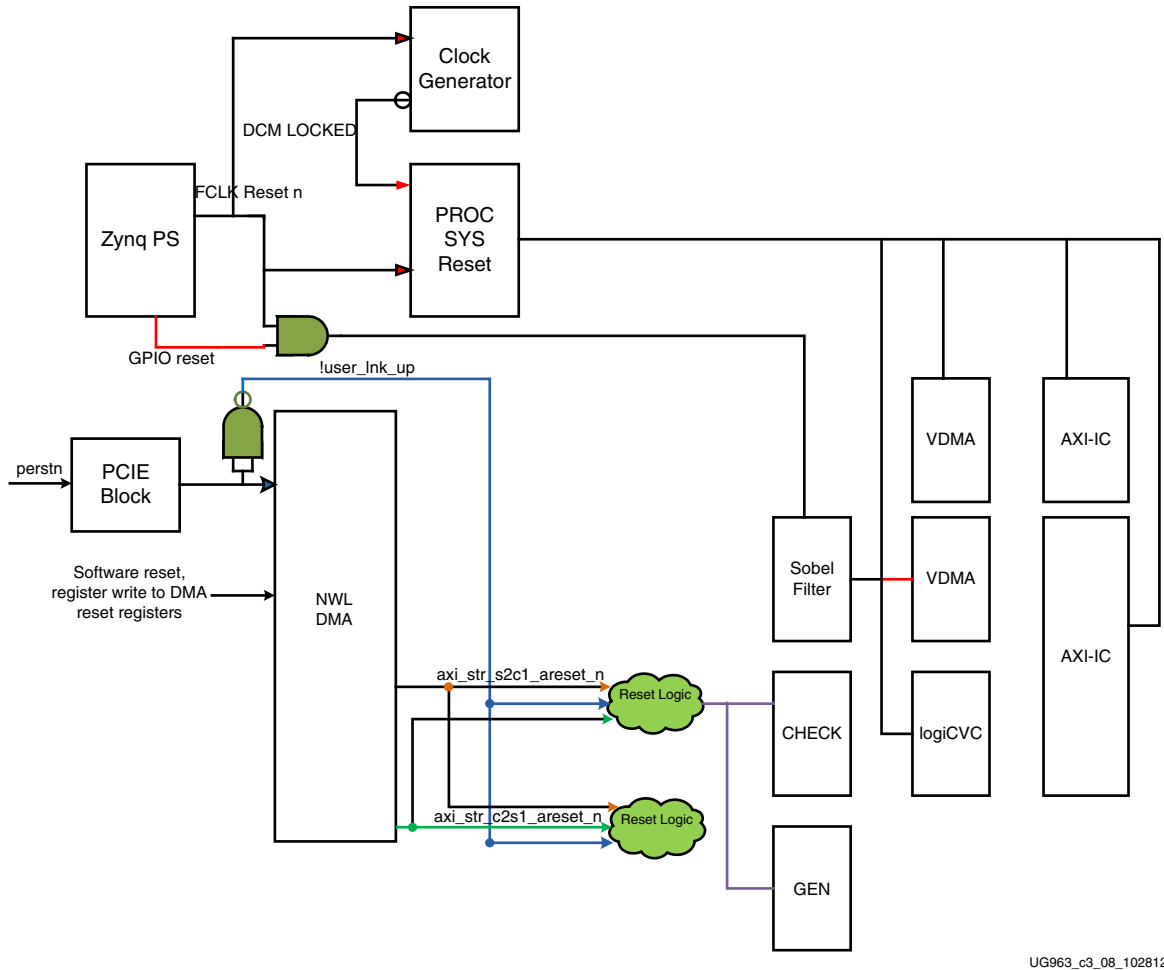 Clock
Generator
DCM LOCKED
FCLK Reset n
Zynq PS
PROC
SYS
Reset
GPIO reset
!user_lnk_up
VDMA
AXI-IC
perstn
PCIE
Block
Software reset,
register write to DMA
reset registers
NWL
DMA
Sobel
Filter
VDMA
AXI-IC
axi_str_s2c1_areset_n
Reset Logic
CHECK
logiCVC
axi_str_c2s1_areset_n
Reset Logic
GEN
UG963_c3_08_102812